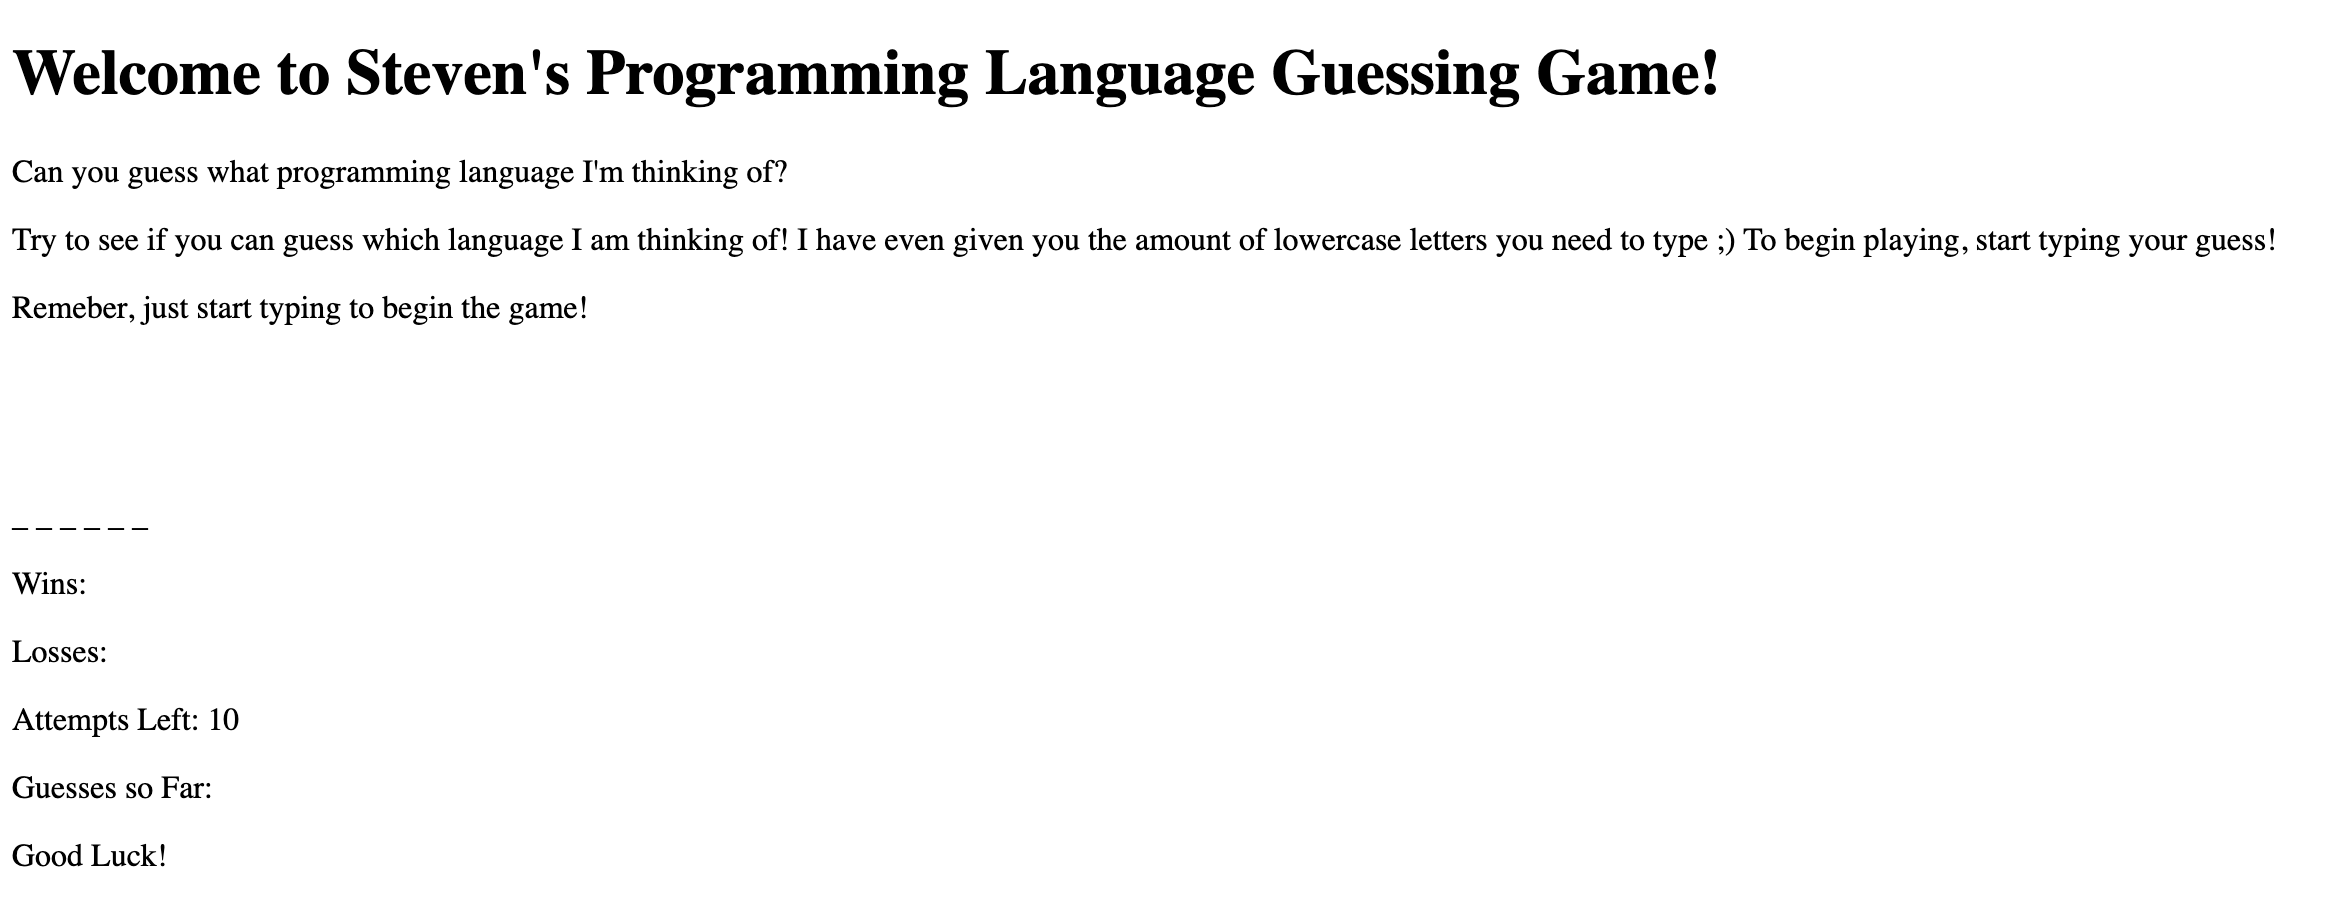 Welcome to Steven's Programming Language Guessing Game!
Can you guess what programming language I'm thinking of?
Try to see if you can guess which language I am thinking of! I have even given you the amount of lowercase letters you need to type ;) To begin playing, start typing your guess!
Remeber, just start typing to begin the game!
_ _ _ _ _ _
Wins:
Losses:
Attempts Left: 10
Guesses so Far:
Good Luck!